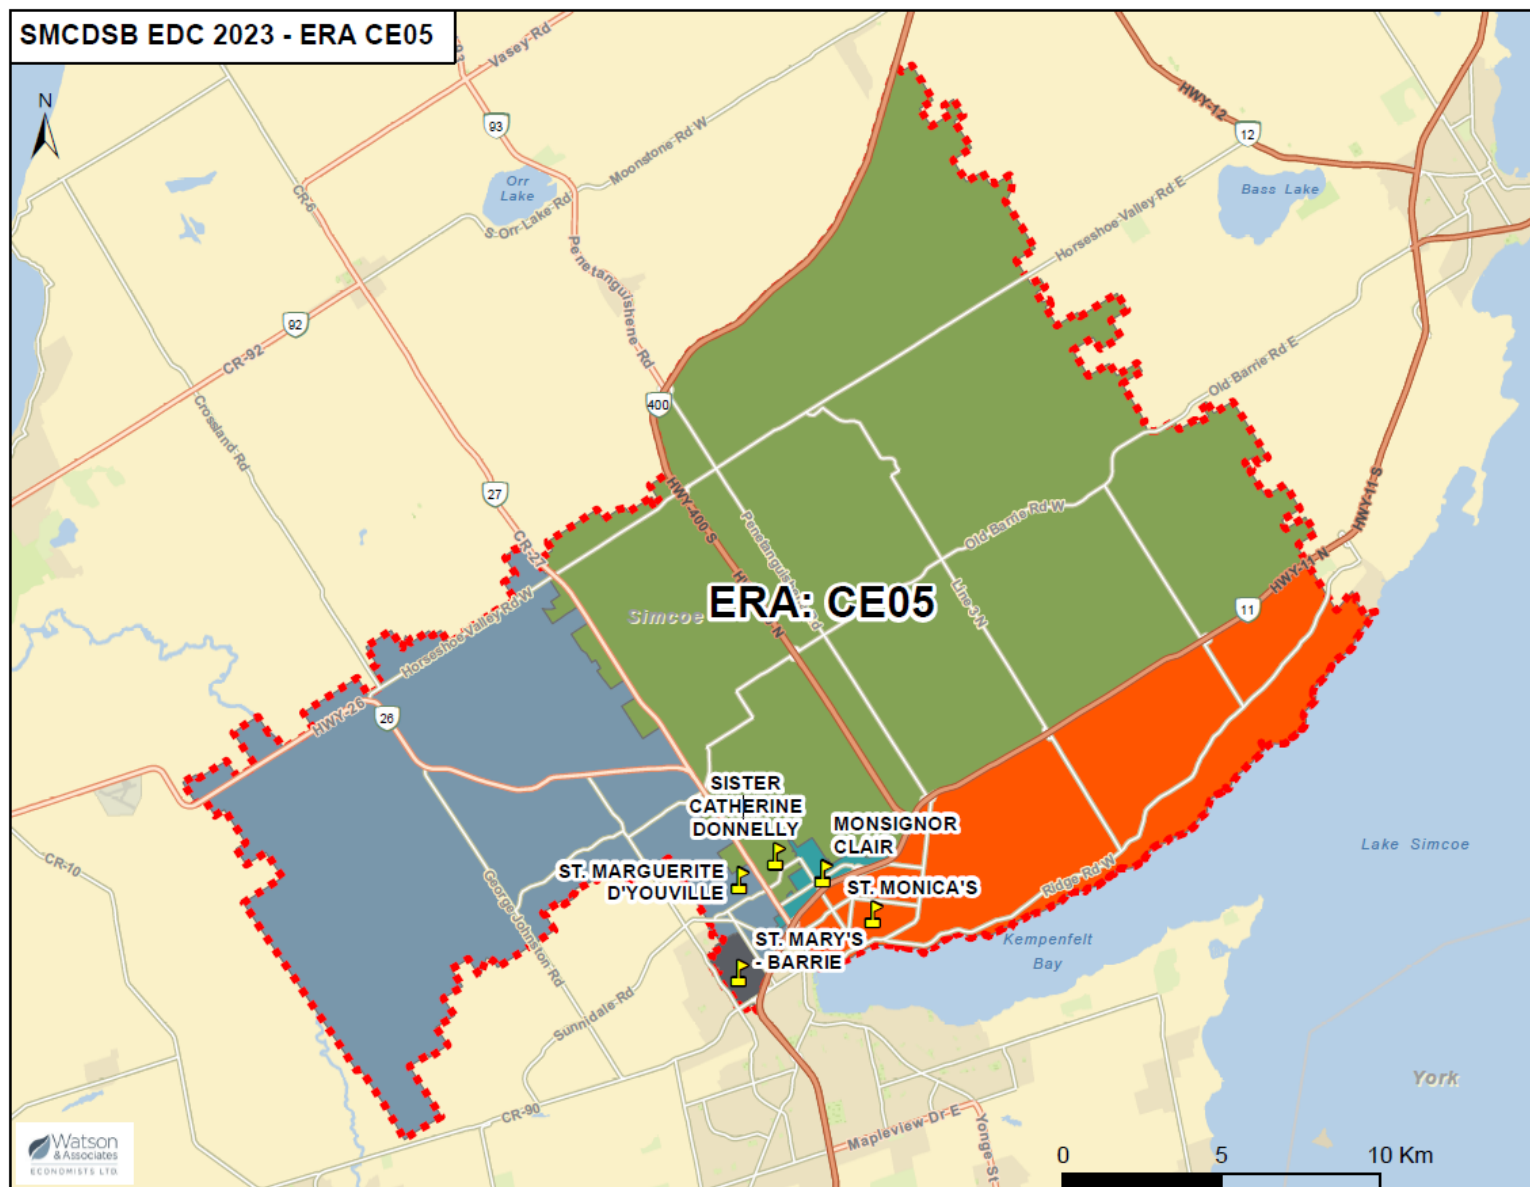 SMCDSB EDC 2023 - ERA CE05
N
Vasey Rd
93
HWY-12
12
Moonstone Rd W
Orr
Lake
Bass Lake
CR-6
S Orr Lake Rd
Horseshoe Valley Rd E
Penetanguishene Rd
92
CR-92
Old Barrie Rd E
400
Crossland Rd
27
HWY-11 S
HWY-400 S
Penetanguishene Rd
Old Barrie Rd W
CR-27
HWY-11 N
Line 3 N
11
Simcoe
ERA: CE05
Horseshoe Valley Rd W
HWY-26
26
SISTER
CATHERINE
DONNELLY
MONSIGNOR
CLAIR
Lake Simcoe
CR-10
ST. MARGUERITE
D'YOUVILLE
ST. MONICA'S
Ridge Rd W
George Johnston Rd
ST. MARY'S
- BARRIE
Kempenfelt
Bay
Sunnidale Rd
York
CR-90
Mapleview Dr E
Yonge St
Watson
& Associates
ECONOMISTS LTD.
0 5 10 Km